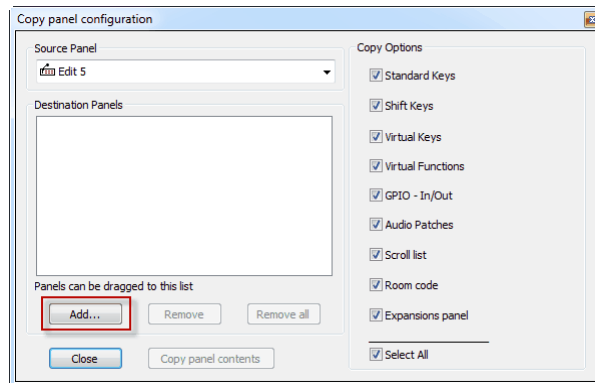 Copy panel configuration
Source Panel
Edit 5
Destination Panels
Panels can be dragged to this list
Add...
Remove
Remove all
Close
Copy panel contents
Copy Options
Standard Keys
Shift Keys
Virtual Keys
Virtual Functions
GPIO - In/Out
Audio Patches
Scroll list
Room code
Expansions panel
Select All